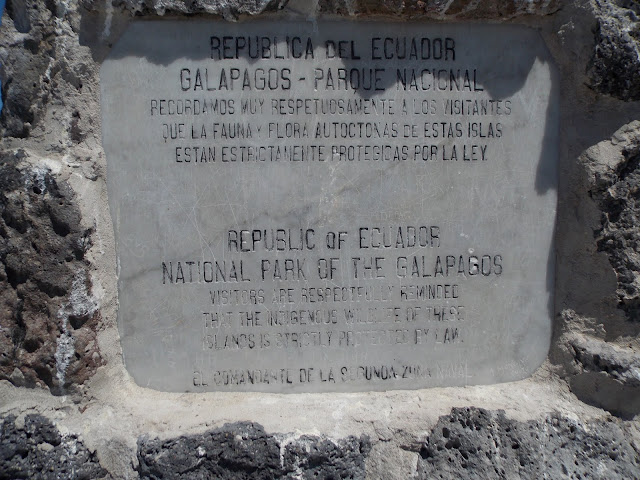 REPUBLICA DEL ECUADOR
GALAPAGOS - PARQUE NACIONAL
RECORDAMOS MUY RESPETUOSAMENTE A LOS VISITANTES
QUE LA FAUNA Y FLORA AUTOCTONAS DE ESTAS ISLAS
ESTAN ESTRICTAMENTE PROTEGIDAS POR LA LEY.
REPUBLIC OF ECUADOR
NATIONAL PARK OF THE GALAPAGOS
VISITORS ARE RESPECTFULLY REMINDED
THAT THE INDIGENOUS WILDLIFE OF THESE
ISLANDS IS STRICTLY PROTECTED BY LAW.
EL COMANDANTE DE LA SEGUNDA ZONA NAVAL